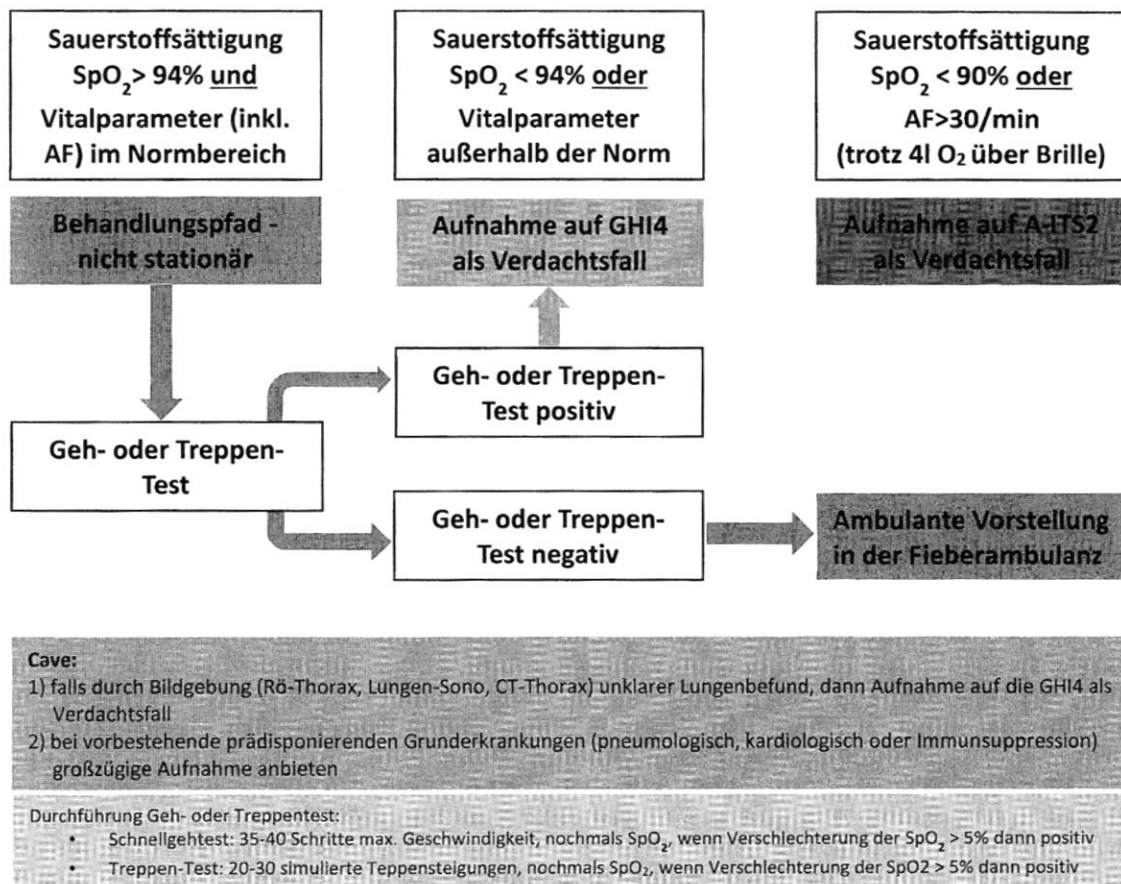 Sauerstoffsättigung
SpO₂> 94% und
Vitalparameter (inkl.
AF) im Normbereich
Sauerstoffsättigung
SpO₂ < 94% oder
Vitalparameter
außerhalb der Norm
Sauerstoffsättigung
SpO₂ < 90% oder
AF>30/min
(trotz 4l O₂ über Brille)
Behandlungspfad -
nicht stationär
Aufnahme auf GHI4
als Verdachtsfall
Aufnahme auf A-ITS2
als Verdachtsfall
Geh- oder Treppen-
Test positiv
Geh- oder Treppen-
Test
Geh- oder Treppen-
Test negativ
Ambulante Vorstellung
in der Fieberambulanz
Cave:
1) falls durch Bildgebung (Rö-Thorax, Lungen-Sono, CT-Thorax) unklarer Lungenbefund, dann Aufnahme auf die GHI4 als
Verdachtsfall
2) bei vorbestehende prädisponierenden Grunderkrankungen (pneumologisch, kardiologisch oder Immunsuppression)
großzügige Aufnahme anbieten
Durchführung Geh- oder Treppentest:
• Schnellgehtest: 35-40 Schritte max. Geschwindigkeit, nochmals SpO₂, wenn Verschlechterung der SpO₂ > 5% dann positiv
• Treppen-Test: 20-30 simulierte Teppensteigungen, nochmals SpO₂, wenn Verschlechterung der SpO2 > 5% dann positiv